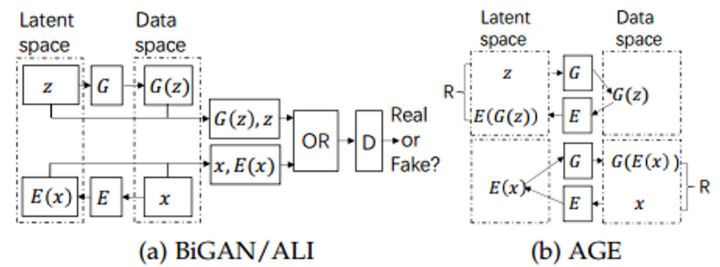 Latent
space
Data
space
z
G
G(z)
G(z), z
x, E(x)
OR
D
Real
or
Fake?
E(x)
E
x
(a) BiGAN/ALI
Latent
space
Data
space
z
G
G(z)
R
E(G(z))
E
G
G(E(x))
E(x)
R
E
x
(b) AGE